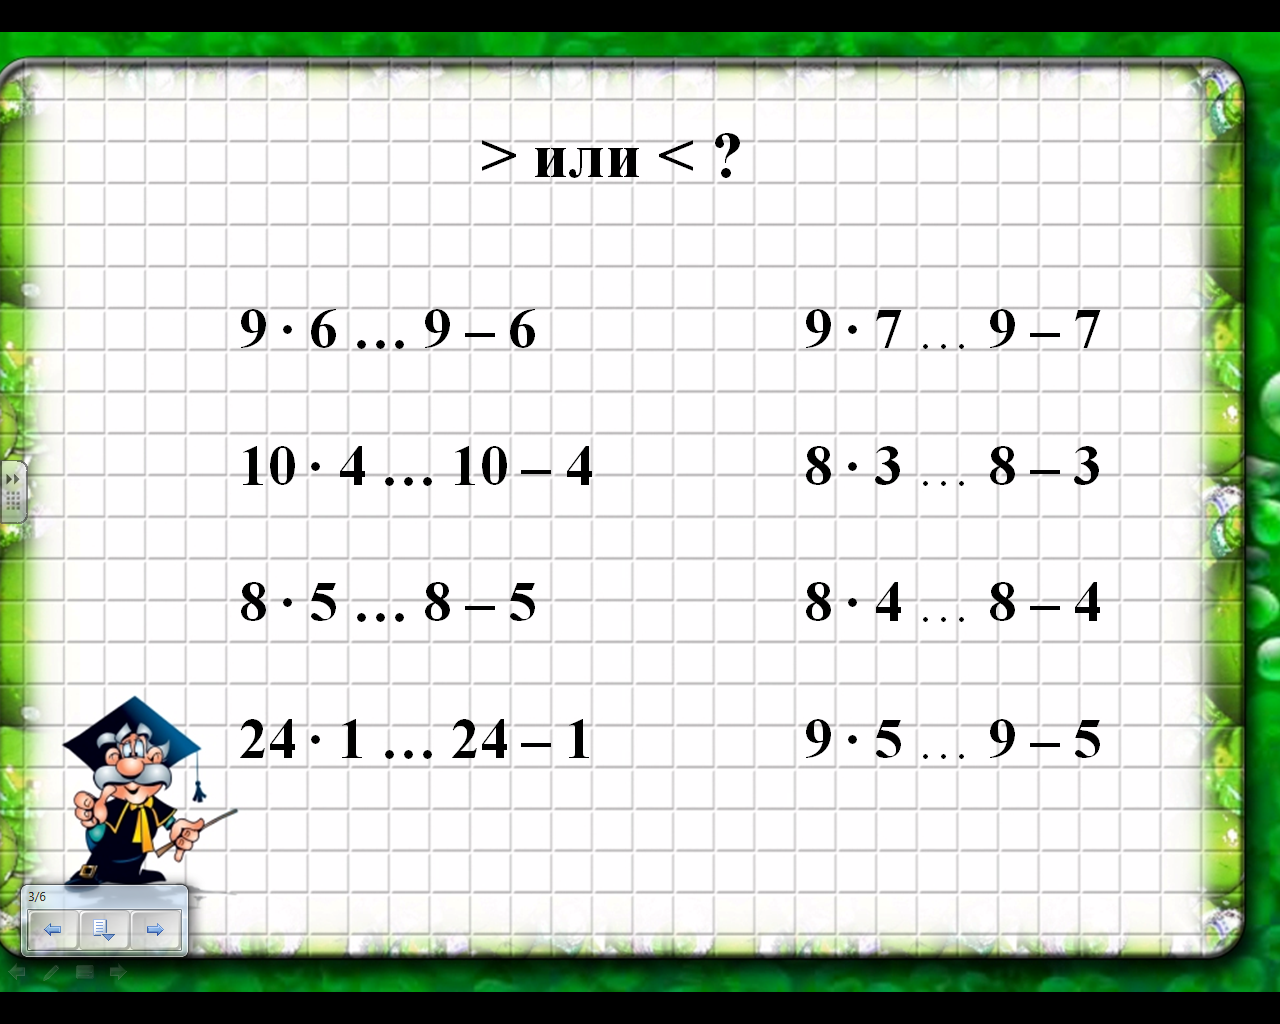 > или < ?
9 · 6 … 9 – 6
9 · 7 … 9 – 7
10 · 4 … 10 – 4
8 · 3 … 8 – 3
8 · 5 … 8 – 5
8 · 4 … 8 – 4
24 · 1 … 24 – 1
9 · 5 … 9 – 5
3/6